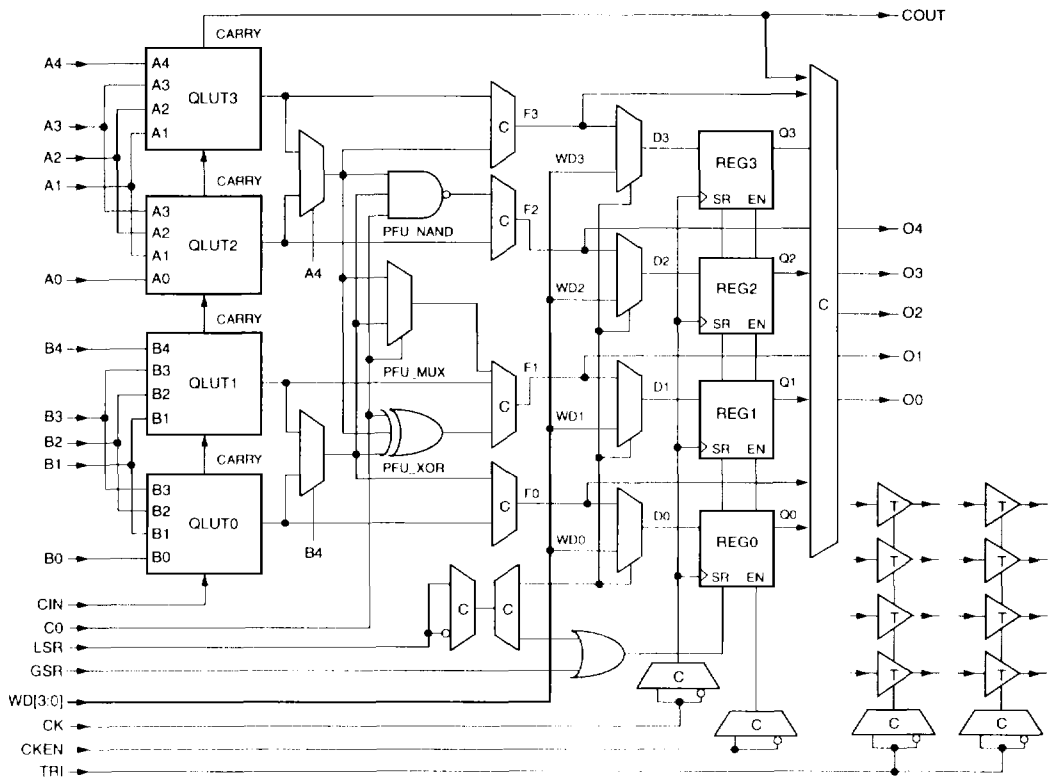 COUT
CARRY
A4
A4
A3
A2
A1
QLUT3
A3
A2
A1
F3
C
D3
Q3
REG3
SR EN
WD3
CARRY
A3
A2
A1
A0
QLUT2
A0
PFU_NAND
A4
F2
C
D2
Q2
REG2
SR EN
WD2
O4
O3
O2
O1
O0
C
CARRY
B4
B4
B3
B2
B1
QLUT1
B3
B2
B1
PFU_MUX
F1
C
D1
Q1
REG1
SR EN
WD1
CARRY
B3
B2
B1
B0
QLUT0
B0
PFU_XOR
B4
F0
C
D0
Q0
REG0
SR EN
WD0
T
T
T
T
T
T
T
T
CIN
C0
LSR
GSR
WD[3:0]
CK
CKEN
TRI
C
C
C
C
C
C